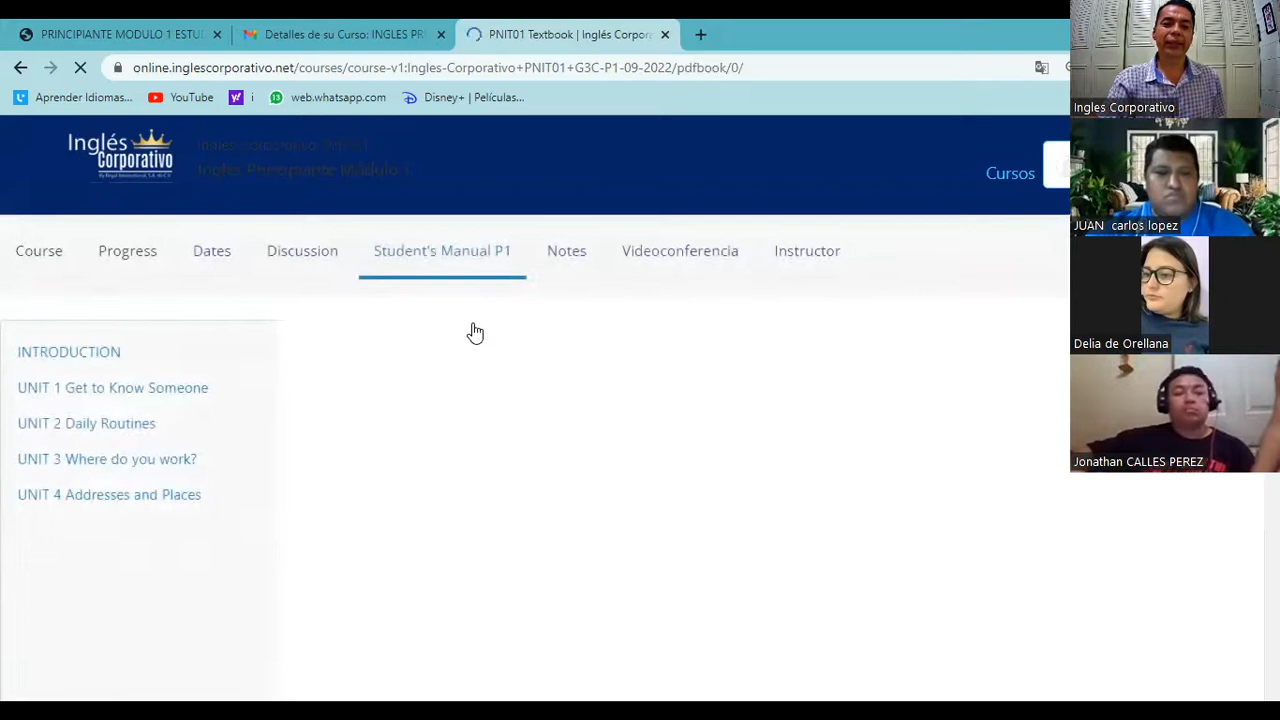 PRINCIPIANTE MODULO 1 ESTU
Detalles de su Curso: INGLES PR
PNIT01 Textbook | Inglés Corpor
online.inglescorporativo.net/courses/course-v1:Ingles-Corporativo+PNIT01+G3C-P1-09-2022/pdfbook/0/
Aprender Idiomas...
YouTube
i
web.whatsapp.com
Disney+ | Películas,...
Inglés
Corporativo
Inglés Principiante Módulo 1
Cursos
Course
Progress
Dates
Discussion
Student's Manual P1
Notes
Videoconferencia
Instructor
INTRODUCTION
UNIT 1 Get to Know Someone
UNIT 2 Daily Routines
UNIT 3 Where do you work?
UNIT 4 Addresses and Places
Ingles Corporativo
JUAN carlos lopez
Delia de Orellana
Jonathan CALLES PEREZ